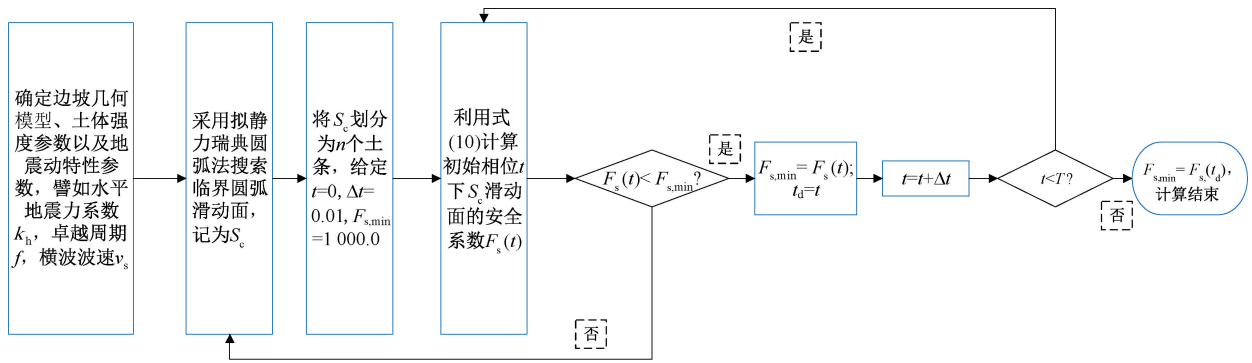 确定边坡几何
模型、土体强
度参数以及地
震动特性参
数，譬如水平
地震力系数
kh，卓越周期
f，横波波速vs
采用拟静
力瑞典圆
弧法搜索
临界圆弧
滑动面，
记为Sc
将Sc划分
为n个土
条，给定
t=0, Δt=
0.01, Fs,min
=1 000.0
利用式
(10)计算
初始相位t
下Sc滑动
面的安全
系数Fs(t)
Fs(t)< Fs,min?
是
否
Fs,min= Fs(t);
td=t
t=t+Δt
t<T?
是
否
Fs,min= Fs,(td),
计算结束